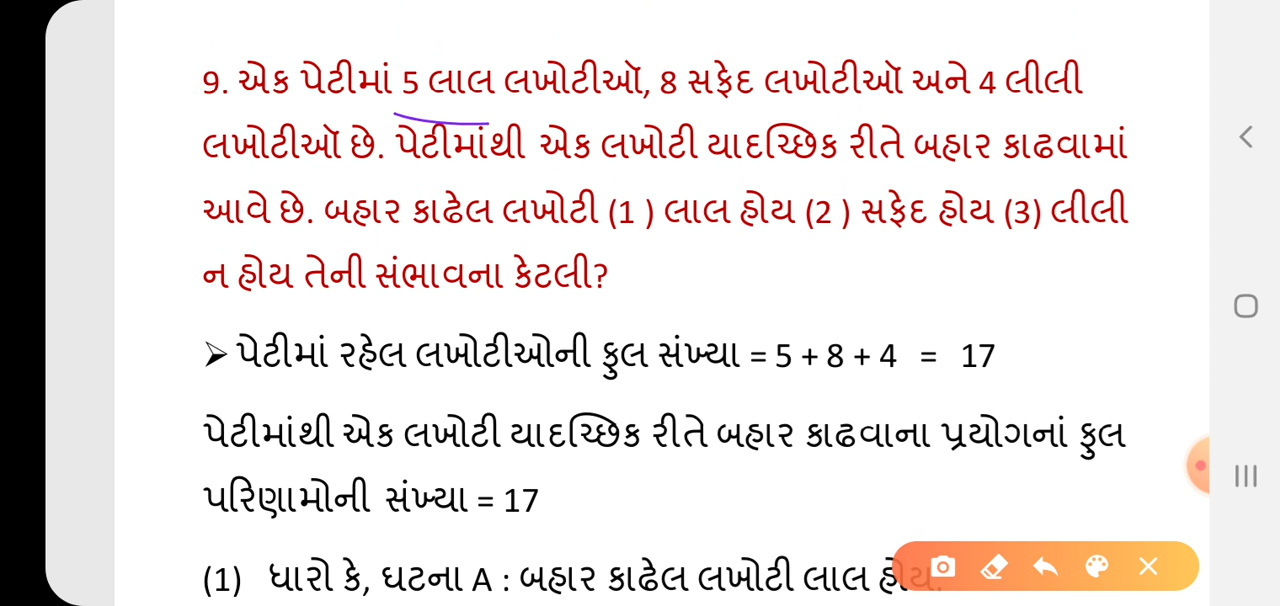 9. એક પેટીમાં 5 લાલ લખોટીઑ, 8 સફેદ લખોટીઑ અને 4 લીલી
લખોટીઑ છે. પેટીમાંથી એક લખોટી યાદચ્છિક રીતે બહાર કાઢવામાં
આવે છે. બહાર કાઢેલ લખોટી (1 ) લાલ હોય (2 ) સફેદ હોય (3) લીલી
ન હોય તેની સંભાવના કેટલી?
➢ પેટીમાં રહેલ લખોટીઓની કુલ સંખ્યા = 5 + 8 + 4 = 17
પેટીમાંથી એક લખોટી યાદચ્છિક રીતે બહાર કાઢવાના પ્રયોગનાં કુલ
પરિણામોની સંખ્યા = 17
(1) ધારો કે, ઘટના A : બહાર કાઢેલ લખોટી લાલ હોય.